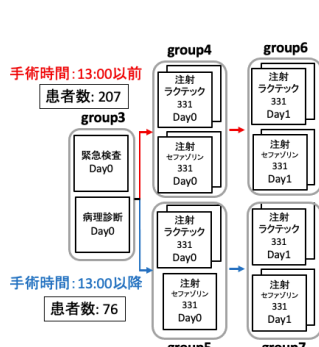 group4
group6
手術時間：13:00以前
患者数: 207
group3
緊急検査
Day0
病理診断
Day0
注射
ラクテック
331
Day0
注射
セファゾリン
331
Day0
注射
ラクテック
331
Day1
注射
セファゾリン
331
Day1
手術時間：13:00以降
患者数: 76
注射
ラクテック
331
Day0
注射
セファゾリン
331
Day0
注射
ラクテック
331
Day1
注射
セファゾリン
331
Day1
group5
group7